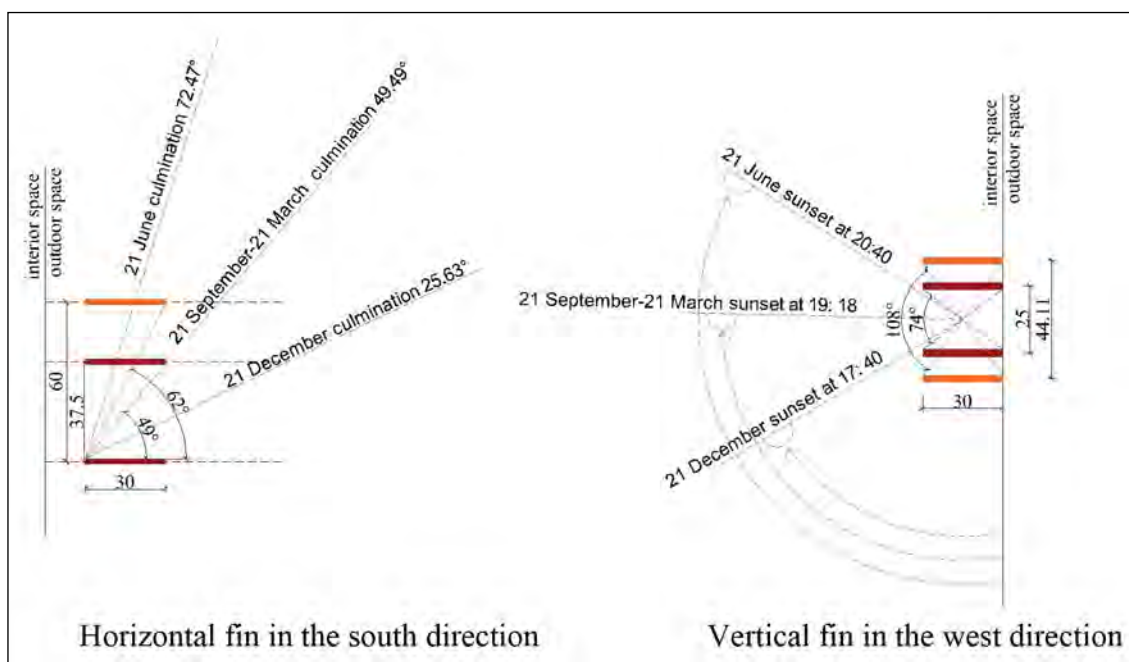 interior space
outdoor space
21 June culmination 72.47°
21 September-21 March culmination 49.49°
21 December culmination 25.63°
60
37.5
62°
49°
30
Horizontal fin in the south direction
interior space
outdoor space
21 June sunset at 20:40
21 September-21 March sunset at 19: 18
21 December sunset at 17: 40
108°
74°
25
44.11
30
Vertical fin in the west direction